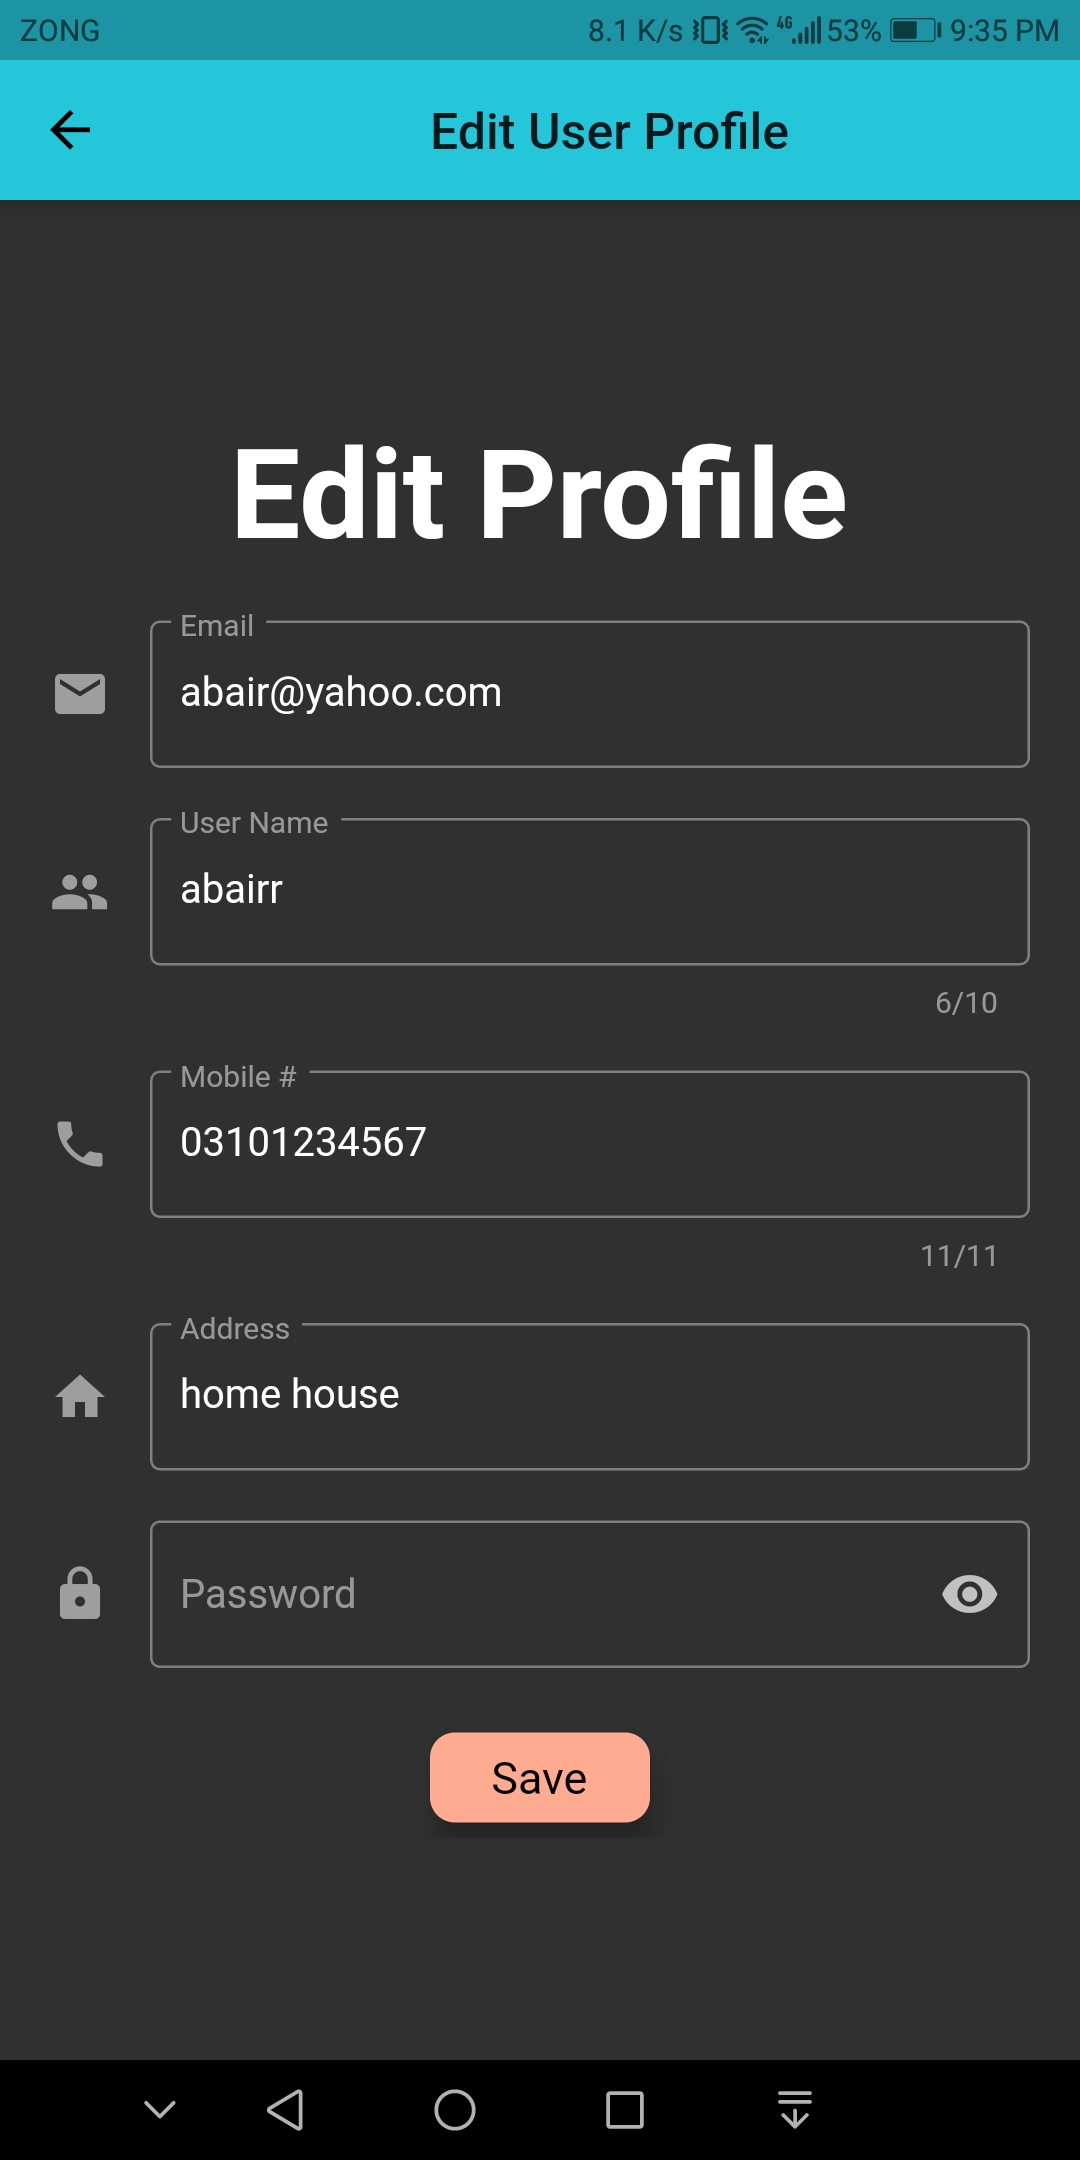 ZONG 8.1 K/s 4G 53% 9:35 PM
Edit User Profile
Edit Profile
Email
abair@yahoo.com
User Name
abairr
6/10
Mobile #
03101234567
11/11
Address
home house
Password
Save